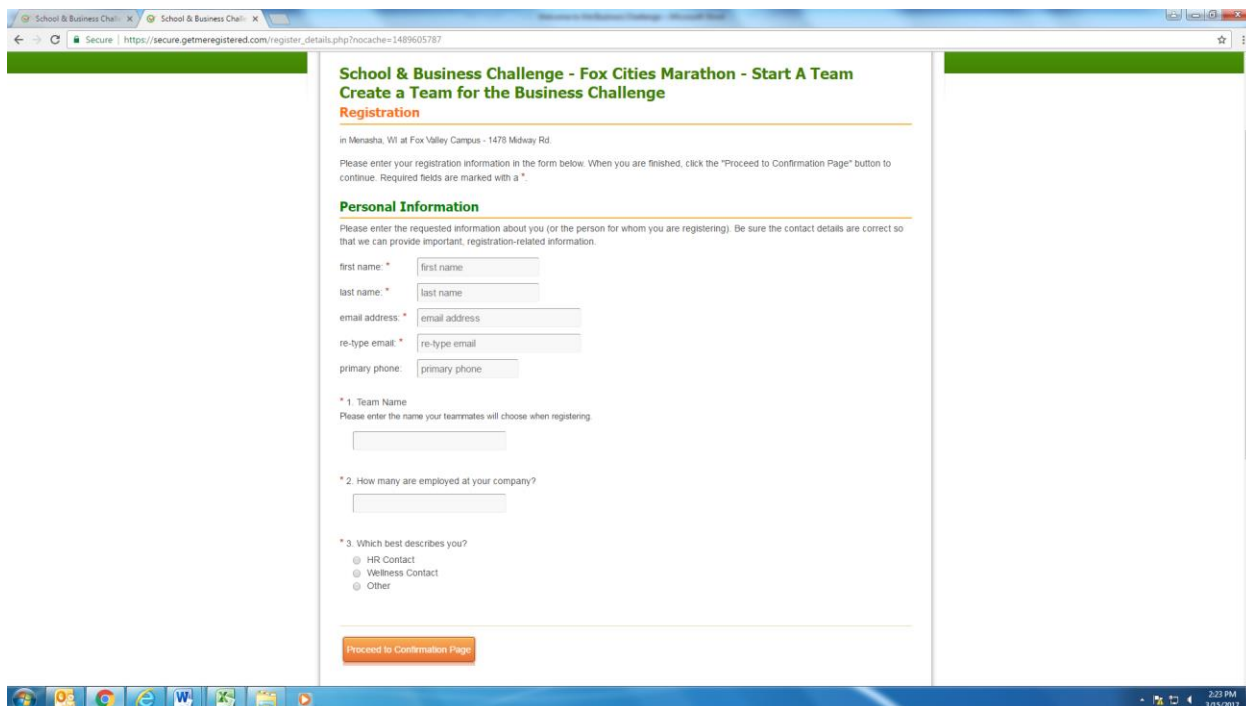 School & Business Chall
School & Business Chall
Secure | https://secure.getmeregistered.com/register_details.php?nocache=1489605787
School & Business Challenge - Fox Cities Marathon - Start A Team
Create a Team for the Business Challenge
Registration
in Menasha, WI at Fox Valley Campus - 1478 Midway Rd.
Please enter your registration information in the form below. When you are finished, click the "Proceed to Confirmation Page" button to
continue. Required fields are marked with a *.
Personal Information
Please enter the requested information about you (or the person for whom you are registering). Be sure the contact details are correct so
that we can provide important, registration-related information.
first name: * first name
last name: * last name
email address: * email address
re-type email: * re-type email
primary phone: primary phone
* 1. Team Name
Please enter the name your teammates will choose when registering.
* 2. How many are employed at your company?
* 3. Which best describes you?
HR Contact
Wellness Contact
Other
Proceed to Confirmation Page
2:23 PM
3/15/2017